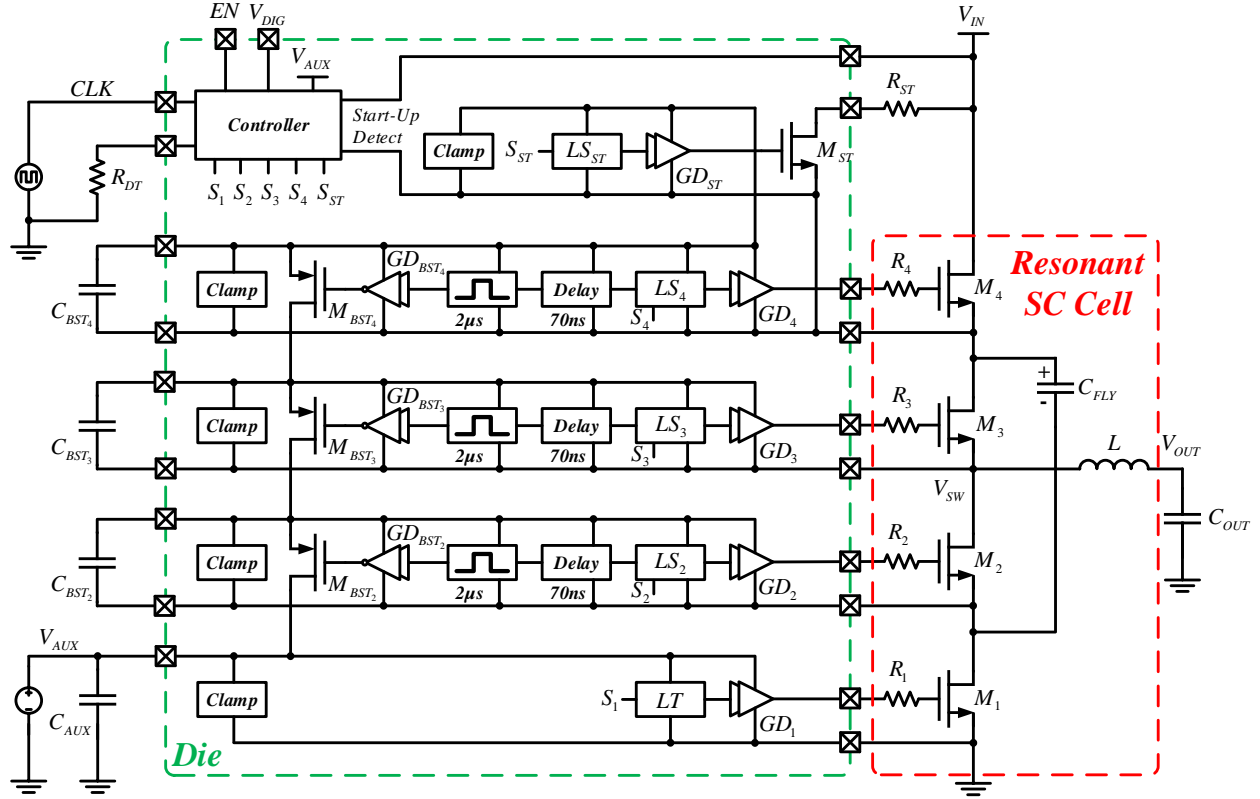 EN
V_DIG
V_IN
V_AUX
CLK
R_ST
Controller
Start-Up
Detect
Clamp
S_ST
LS_ST
M_ST
R_DT
GD_ST
S_1 S_2 S_3 S_4 S_ST
Resonant
SC Cell
GD_BST4
R_4
C_BST4
Clamp
M_BST4
2μs
Delay
70ns
LS_4
S_4
GD_4
M_4
+
-
C_FLY
GD_BST3
R_3
C_BST3
Clamp
M_BST3
2μs
Delay
70ns
LS_3
S_3
GD_3
M_3
L
V_OUT
V_SW
C_OUT
GD_BST2
R_2
C_BST2
Clamp
M_BST2
2μs
Delay
70ns
LS_2
S_2
GD_2
M_2
V_AUX
+
-
C_AUX
Clamp
S_1
LT
GD_1
R_1
M_1
Die